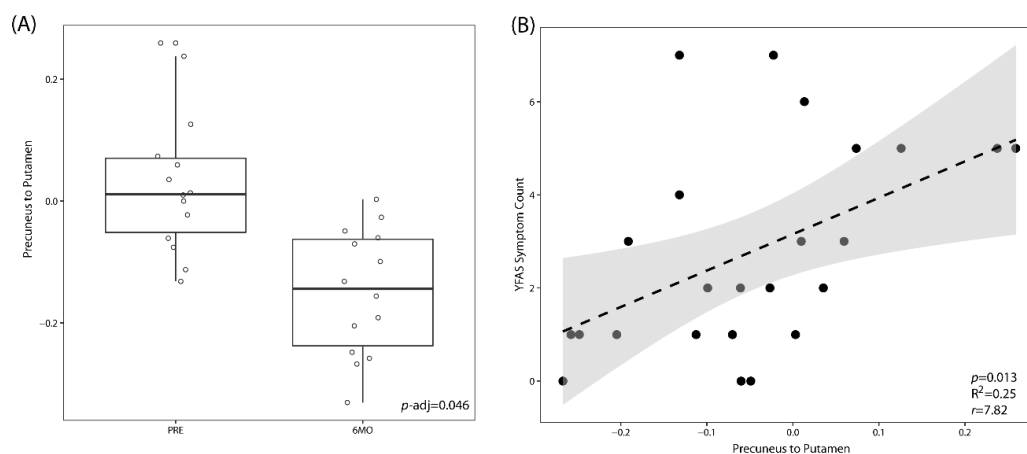 (A)
Precuneus to Putamen
0.2
0.0
−0.2
PRE
6MO
p-adj=0.046
(B)
YFAS Symptom Count
6
4
2
0
−0.2
−0.1
0.0
0.1
0.2
Precuneus to Putamen
p=0.013
R²=0.25
r=7.82